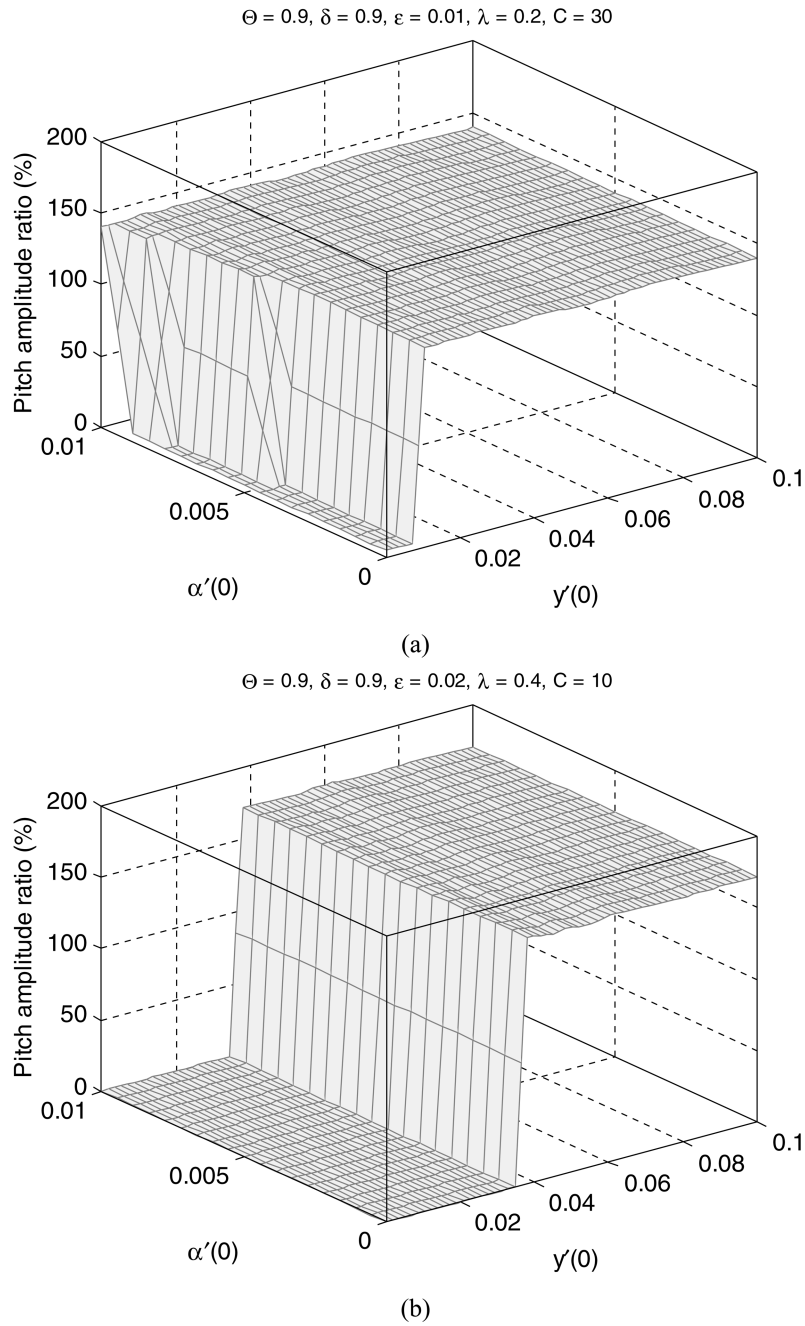 Θ = 0.9, δ = 0.9, ε = 0.01, λ = 0.2, C = 30
200
150
100
50
0
Pitch amplitude ratio (%)
0.01
0.005
0
α′(0)
0.02
0.04
0.06
0.08
0.1
y′(0)
(a)
Θ = 0.9, δ = 0.9, ε = 0.02, λ = 0.4, C = 10
200
150
100
50
0
Pitch amplitude ratio (%)
0.01
0.005
0
α′(0)
0.02
0.04
0.06
0.08
0.1
y′(0)
(b)